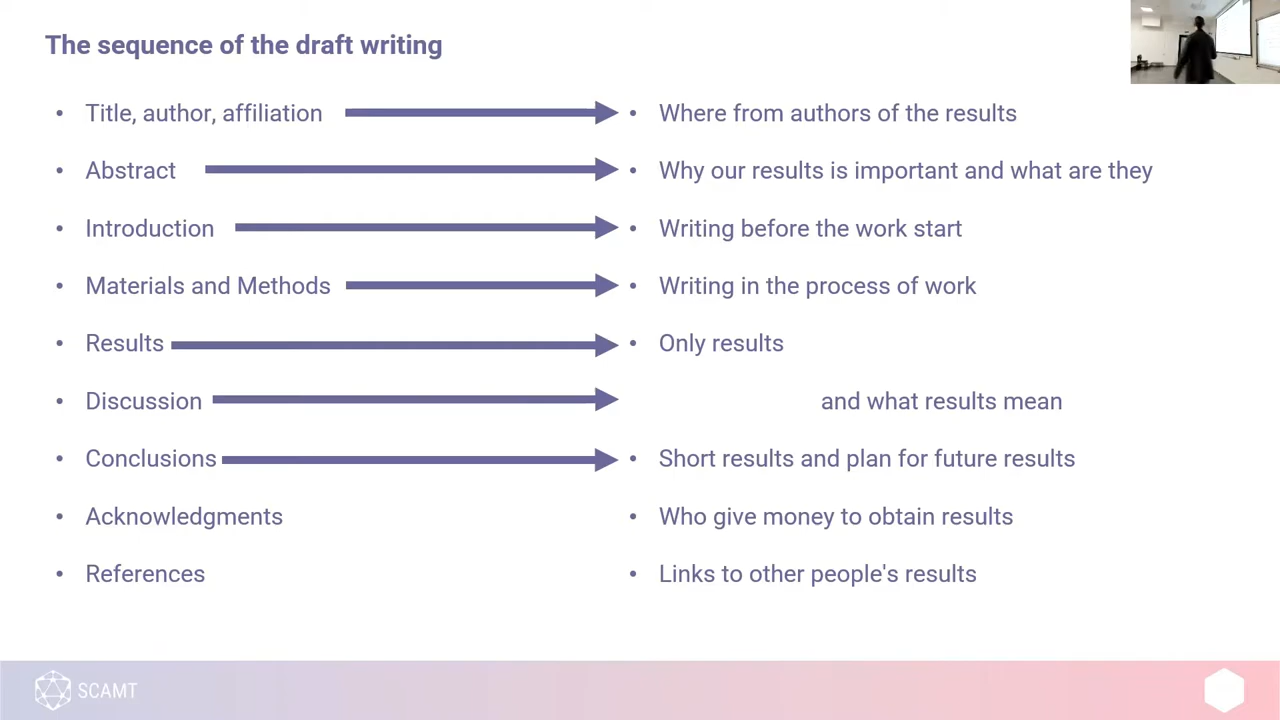 The sequence of the draft writing
• Title, author, affiliation
• Where from authors of the results
• Abstract
• Why our results is important and what are they
• Introduction
• Writing before the work start
• Materials and Methods
• Writing in the process of work
• Results
• Only results
• Discussion
and what results mean
• Conclusions
• Short results and plan for future results
• Acknowledgments
• Who give money to obtain results
• References
• Links to other people's results
SCAMT